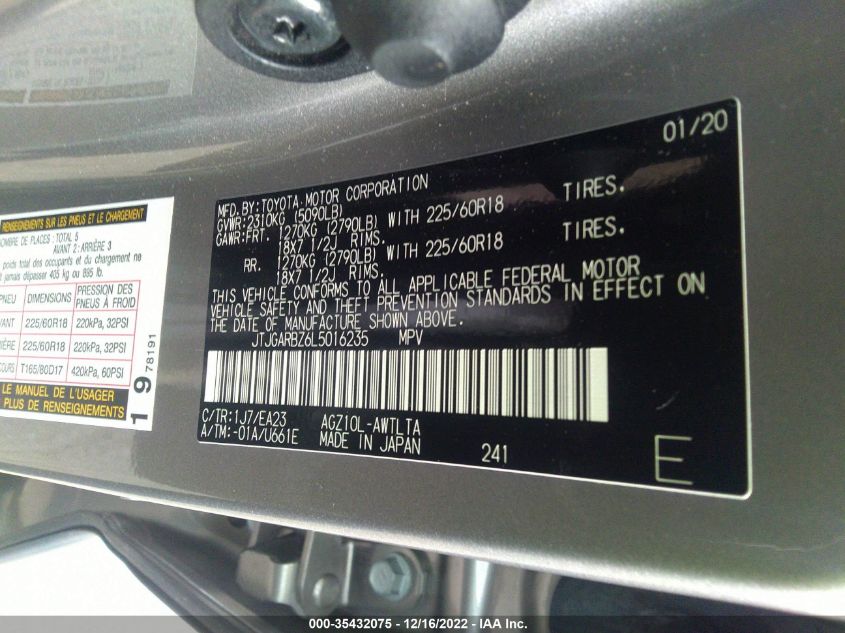 01/20
MFD.BY:TOYOTA MOTOR CORPORATION
GVWR:2310KG (5090LB)
GAWR:FRT. 1270KG (2790LB) WITH 225/60R18 TIRES.
18X7 1/2J RIMS.
RR. 1270KG (2790LB) WITH 225/60R18 TIRES.
18X7 1/2J RIMS.
THIS VEHICLE CONFORMS TO ALL APPLICABLE FEDERAL MOTOR
VEHICLE SAFETY AND THEFT PREVENTION STANDARDS IN EFFECT ON
THE DATE OF MANUFACTURE SHOWN ABOVE.
JTJGARBZ6L5016235 MPV
C/TR:1J7/EA23 AGZ10L-AWTLTA
A/TM:-01A/U661E MADE IN JAPAN
241
E
RENSEIGNEMENTS SUR LES PNEUS ET LE CHARGEMENT
NOMBRE DE PLACES : TOTAL 5
AVANT 2 : ARRIÈRE 3
poids total des occupants et du chargement ne
jamais dépasser 405 kg ou 895 lb.
PNEU DIMENSIONS PRESSION DES PNEUS À FROID
VANT 225/60R18 220kPa, 32PSI
IÈRE 225/60R18 220kPa, 32PSI
COURS T165/80D17 420kPa, 60PSI
LE MANUEL DE L'USAGER
PLUS DE RENSEIGNEMENTS
19 78191
000-35432075 - 12/16/2022 - IAA Inc.